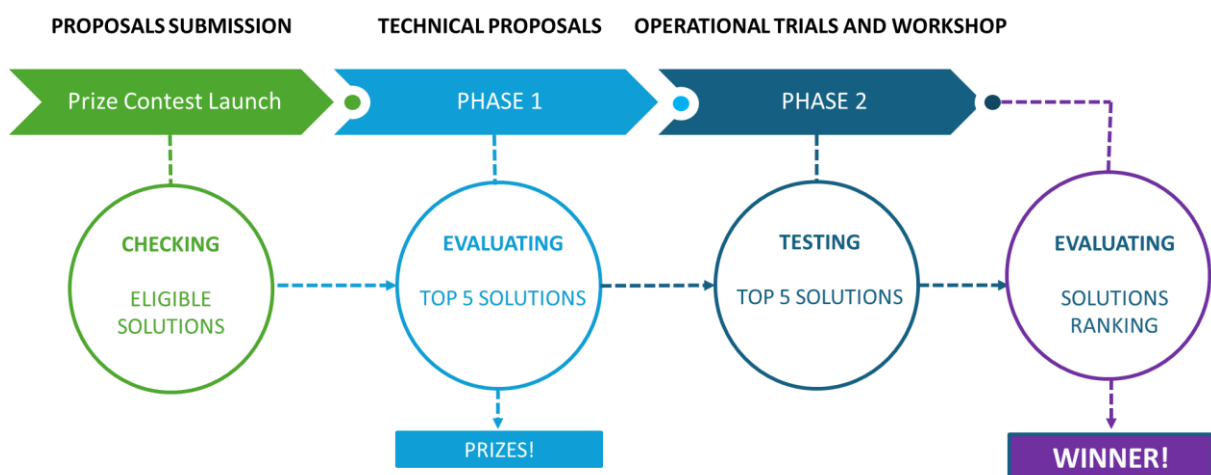 PROPOSALS SUBMISSION
TECHNICAL PROPOSALS
OPERATIONAL TRIALS AND WORKSHOP
Prize Contest Launch
PHASE 1
PHASE 2
CHECKING
ELIGIBLE
SOLUTIONS
EVALUATING
TOP 5 SOLUTIONS
TESTING
TOP 5 SOLUTIONS
EVALUATING
SOLUTIONS
RANKING
PRIZES!
WINNER!